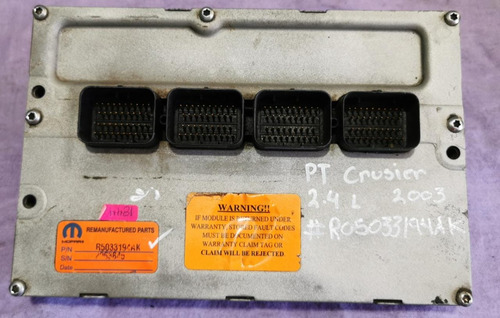 PT Crusier
2.4 L 2003
#R05033194AK
WARNING!!
IF MODULE IS RETURNED UNDER
WARRANTY, STORED FAULT CODES
MUST BE DOCUMENTED ON
WARRANTY CLAIM TAG OR
CLAIM WILL BE REJECTED
MOPAR
REMANUFACTURED PARTS
P/N R5033194AK
S/N
Date